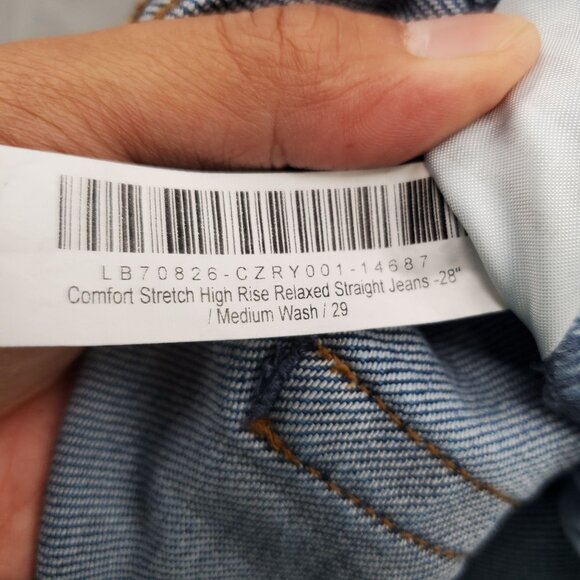 LB70826-CZRY001-14687
Comfort Stretch High Rise Relaxed Straight Jeans -28"
/ Medium Wash / 29